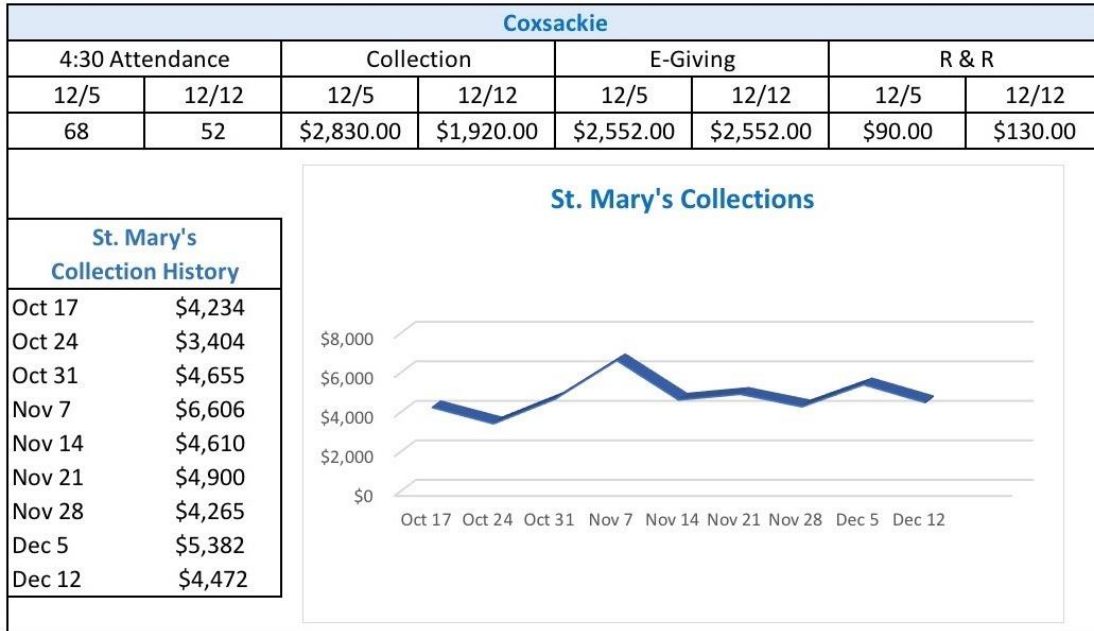 Coxsackie
4:30 Attendance Collection E-Giving R & R
12/5 12/12 12/5 12/12 12/5 12/12 12/5 12/12
68 52 $2,830.00 $1,920.00 $2,552.00 $2,552.00 $90.00 $130.00
St. Mary's
Collection History
Oct 17 $4,234
Oct 24 $3,404
Oct 31 $4,655
Nov 7 $6,606
Nov 14 $4,610
Nov 21 $4,900
Nov 28 $4,265
Dec 5 $5,382
Dec 12 $4,472
St. Mary's Collections
$8,000
$6,000
$4,000
$2,000
$0
Oct 17 Oct 24 Oct 31 Nov 7 Nov 14 Nov 21 Nov 28 Dec 5 Dec 12